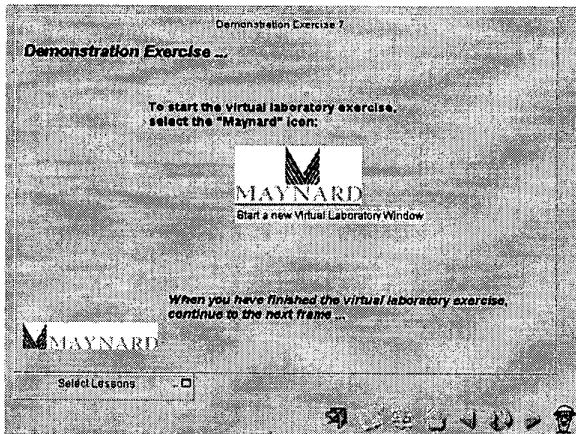 Demonstration Exercise 7
Demonstration Exercise ...
To start the virtual laboratory exercise,
select the "Maynard" icon:
MAYNARD
Start a new Virtual Laboratory Window
When you have finished the virtual laboratory exercise,
continue to the next frame ...
MAYNARD
Select Lessons